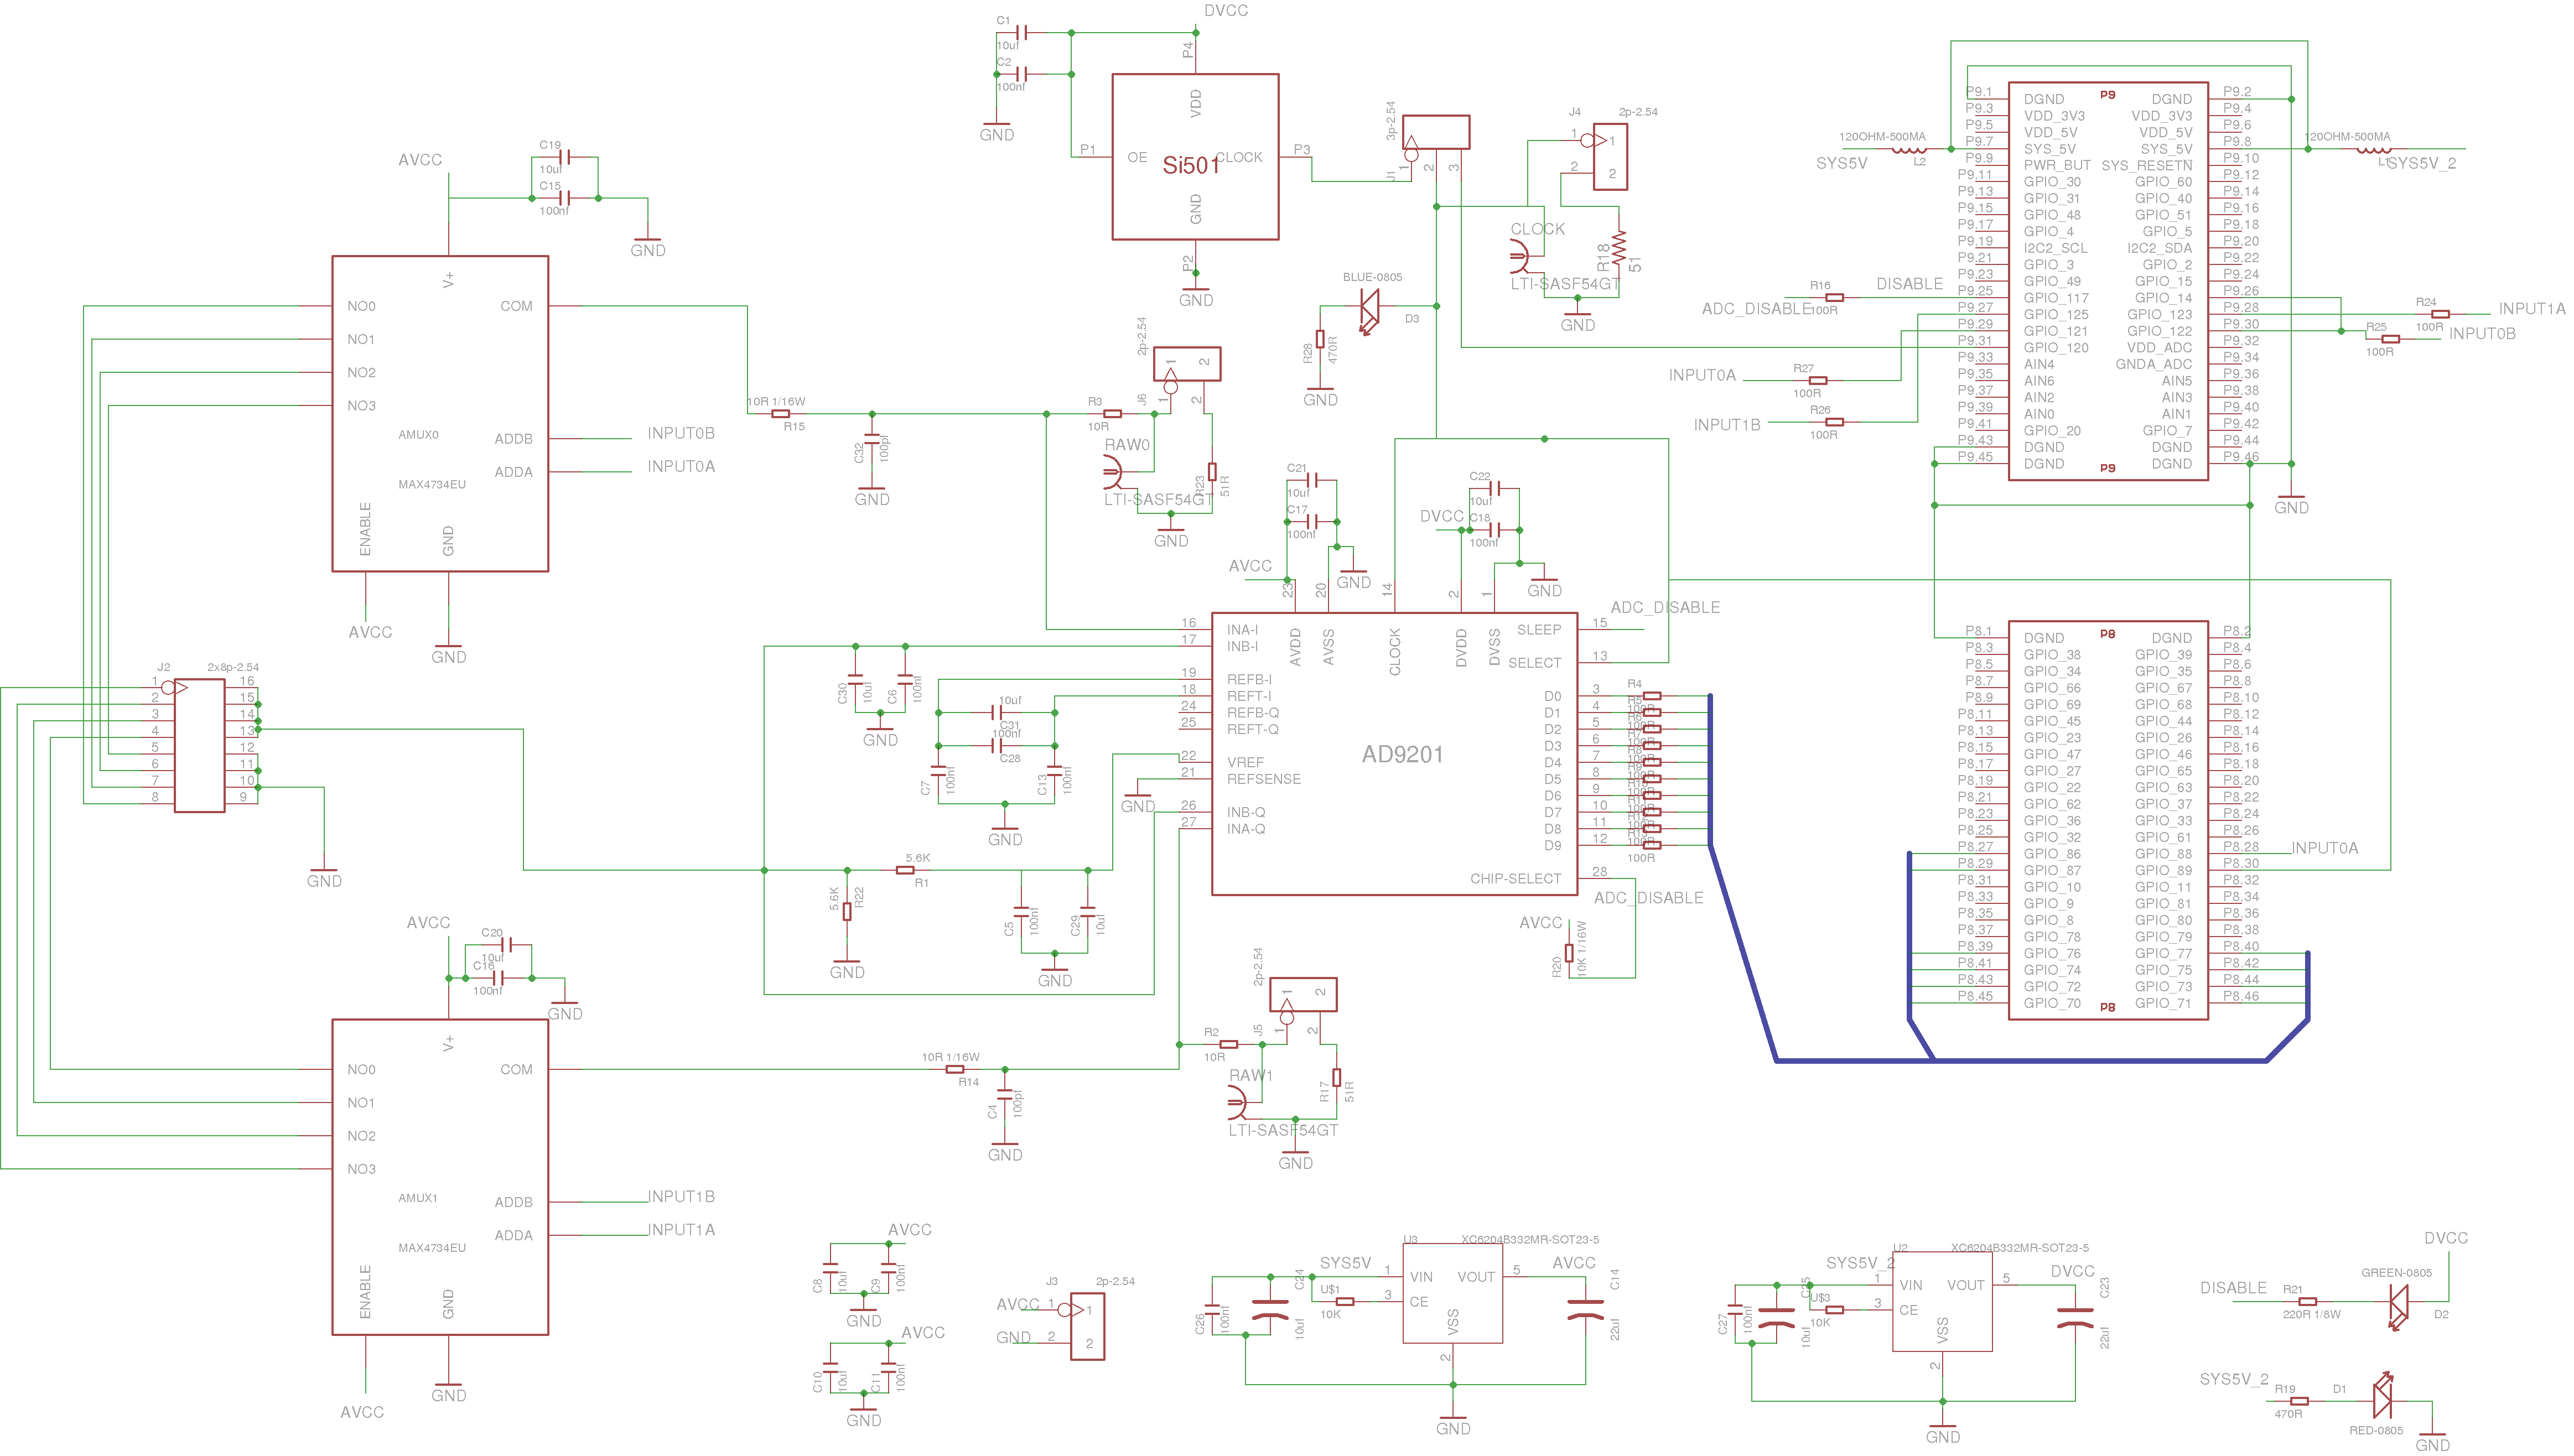 DVCC
C1
10uf
C2
100nf
GND
P4
VDD
P1
OE
Si501
CLOCK
P3
GND
P2
GND
3p-2.54
J1
1
2
3
J4
2p-2.54
1
1
2
2
CLOCK
LTI-SASF54GT
R18
51
GND
BLUE-0805
D3
R28
470R
GND
AVCC
C19
10uf
C15
100nf
GND
V+
NO0
NO1
NO2
NO3
COM
AMUX0
MAX4734EU
ADDB
ADDA
INPUT0B
INPUT0A
ENABLE
GND
AVCC
GND
10R 1/16W
R15
C32
100pf
GND
R3
10R
2p-2.54
J6
1
2
1
2
RAW0
LTI-SASF54GT
R23
51R
GND
J2
2x8p-2.54
1
2
3
4
5
6
7
8
16
15
14
13
12
11
10
9
GND
C30
10uf
C6
100nf
GND
10uf
C31
100nf
C28
C7
100nf
C13
100nf
GND
5.6K
R1
5.6K
R22
GND
C5
100nf
C29
10uf
GND
C21
10uf
C17
100nf
AVCC
GND
DVCC
C22
10uf
C18
100nf
GND
23
20
14
2
1
AVDD
AVSS
CLOCK
DVDD
DVSS
AD9201
16 INA-I
17 INB-I
19 REFB-I
18 REFT-I
24 REFB-Q
25 REFT-Q
22 VREF
21 REFSENSE
GND
26 INB-Q
27 INA-Q
ADC_DISABLE
SLEEP 15
SELECT 13
D0 3
D1 4
D2 5
D3 6
D4 7
D5 8
D6 9
D7 10
D8 11
D9 12
CHIP-SELECT 28
R4
100R
ADC_DISABLE
AVCC
R20
10K 1/16W
AVCC
C20
10uf
C16
100nf
GND
V+
NO0
NO1
NO2
NO3
COM
AMUX1
MAX4734EU
ADDB
ADDA
INPUT1B
INPUT1A
ENABLE
GND
AVCC
GND
10R 1/16W
R14
C4
100pf
GND
R2
10R
2p-2.54
J5
1
2
1
2
RAW1
LTI-SASF54GT
R17
51R
GND
120OHM-500MA
SYS5V
L2
120OHM-500MA
L1
SYS5V_2
P9
P9.1 DGND DGND P9.2
P9.3 VDD_3V3 VDD_3V3 P9.4
P9.5 VDD_5V VDD_5V P9.6
P9.7 SYS_5V SYS_5V P9.8
P9.9 PWR_BUT SYS_RESETN P9.10
P9.11 GPIO_30 GPIO_60 P9.12
P9.13 GPIO_31 GPIO_40 P9.14
P9.15 GPIO_48 GPIO_51 P9.16
P9.17 GPIO_4 GPIO_5 P9.18
P9.19 I2C2_SCL I2C2_SDA P9.20
P9.21 GPIO_3 GPIO_2 P9.22
P9.23 GPIO_49 GPIO_15 P9.24
P9.25 GPIO_117 GPIO_14 P9.26
P9.27 GPIO_125 GPIO_123 P9.28
P9.29 GPIO_121 GPIO_122 P9.30
P9.31 GPIO_120 VDD_ADC P9.32
P9.33 AIN4 GNDA_ADC P9.34
P9.35 AIN6 AIN5 P9.36
P9.37 AIN2 AIN3 P9.38
P9.39 AIN0 AIN1 P9.40
P9.41 GPIO_20 GPIO_7 P9.42
P9.43 DGND DGND P9.44
P9.45 DGND DGND P9.46
P9
GND
R16
DISABLE
ADC_DISABLE
100R
INPUT0A
R27
100R
INPUT1B
R26
100R
R24
100R
INPUT1A
R25
100R
INPUT0B
P8
P8.1 DGND DGND P8.2
P8.3 GPIO_38 GPIO_39 P8.4
P8.5 GPIO_34 GPIO_35 P8.6
P8.7 GPIO_66 GPIO_67 P8.8
P8.9 GPIO_69 GPIO_68 P8.10
P8.11 GPIO_45 GPIO_44 P8.12
P8.13 GPIO_23 GPIO_26 P8.14
P8.15 GPIO_47 GPIO_46 P8.16
P8.17 GPIO_27 GPIO_65 P8.18
P8.19 GPIO_22 GPIO_63 P8.20
P8.21 GPIO_62 GPIO_37 P8.22
P8.23 GPIO_36 GPIO_33 P8.24
P8.25 GPIO_32 GPIO_61 P8.26
P8.27 GPIO_86 GPIO_88 P8.28
INPUT0A
P8.29 GPIO_87 GPIO_89 P8.30
P8.31 GPIO_10 GPIO_11 P8.32
P8.33 GPIO_9 GPIO_81 P8.34
P8.35 GPIO_8 GPIO_80 P8.36
P8.37 GPIO_78 GPIO_79 P8.38
P8.39 GPIO_76 GPIO_77 P8.40
P8.41 GPIO_74 GPIO_75 P8.42
P8.43 GPIO_72 GPIO_73 P8.44
P8.45 GPIO_70 GPIO_71 P8.46
P8
AVCC
C8
10uf
C9
100nf
GND
AVCC
C10
10uf
C11
100nf
GND
J3
2p-2.54
AVCC
1
1
GND
2
2
U3
XC6204B332MR-SOT23-5
SYS5V
1 VIN
VOUT 5
AVCC
3 CE
VSS
2
U$1
10K
C26
100nf
C24
10uf
C14
22uf
GND
U2
XC6204B332MR-SOT23-5
SYS5V_2
1 VIN
VOUT 5
DVCC
3 CE
VSS
2
U$3
10K
C27
100nf
C25
10uf
C23
22uf
GND
DVCC
GREEN-0805
DISABLE
R21
220R 1/8W
D2
SYS5V_2
R19
470R
D1
RED-0805
GND